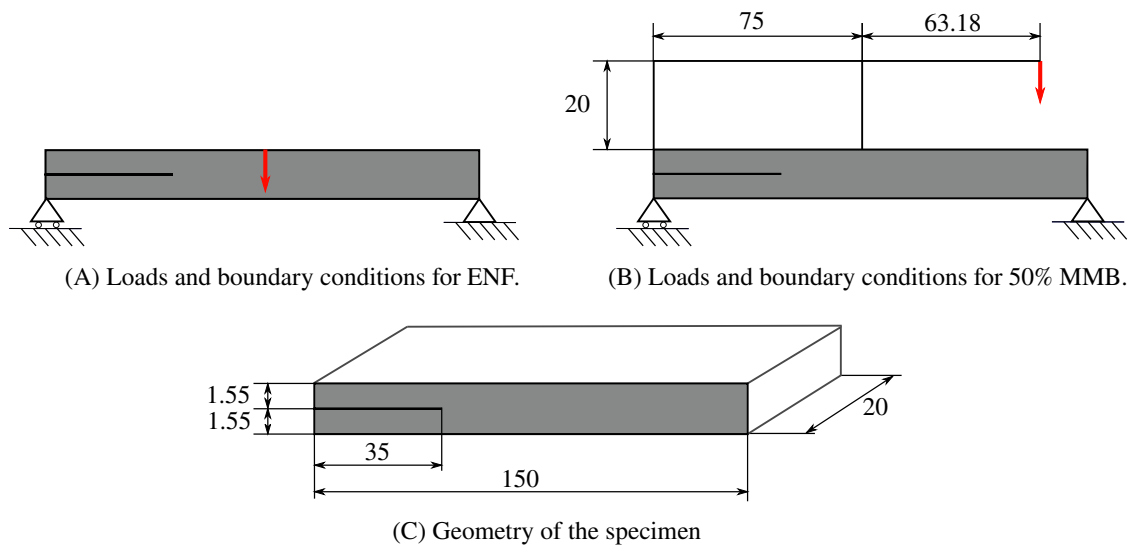 75 63.18
20
(A) Loads and boundary conditions for ENF.
(B) Loads and boundary conditions for 50% MMB.
1.55
1.55
20
35
150
(C) Geometry of the specimen